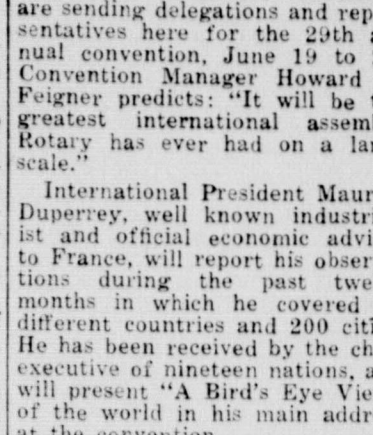 are sending delegations and rep
sentatives here for the 29th a
nual convention, June 19 to
Convention Manager Howard
Feigner predicts: "It will be t
greatest international assem
Rotary has ever had on a la
scale."
International President Maur
Duperrey, well known industri
ist and official economic advi
to France, will report his obser
tions during the past twe
months in which he covered
different countries and 200 citi
He has been received by the ch
executive of nineteen nations, a
will present "A Bird's Eye Vie
of the world in his main addr
at the convention